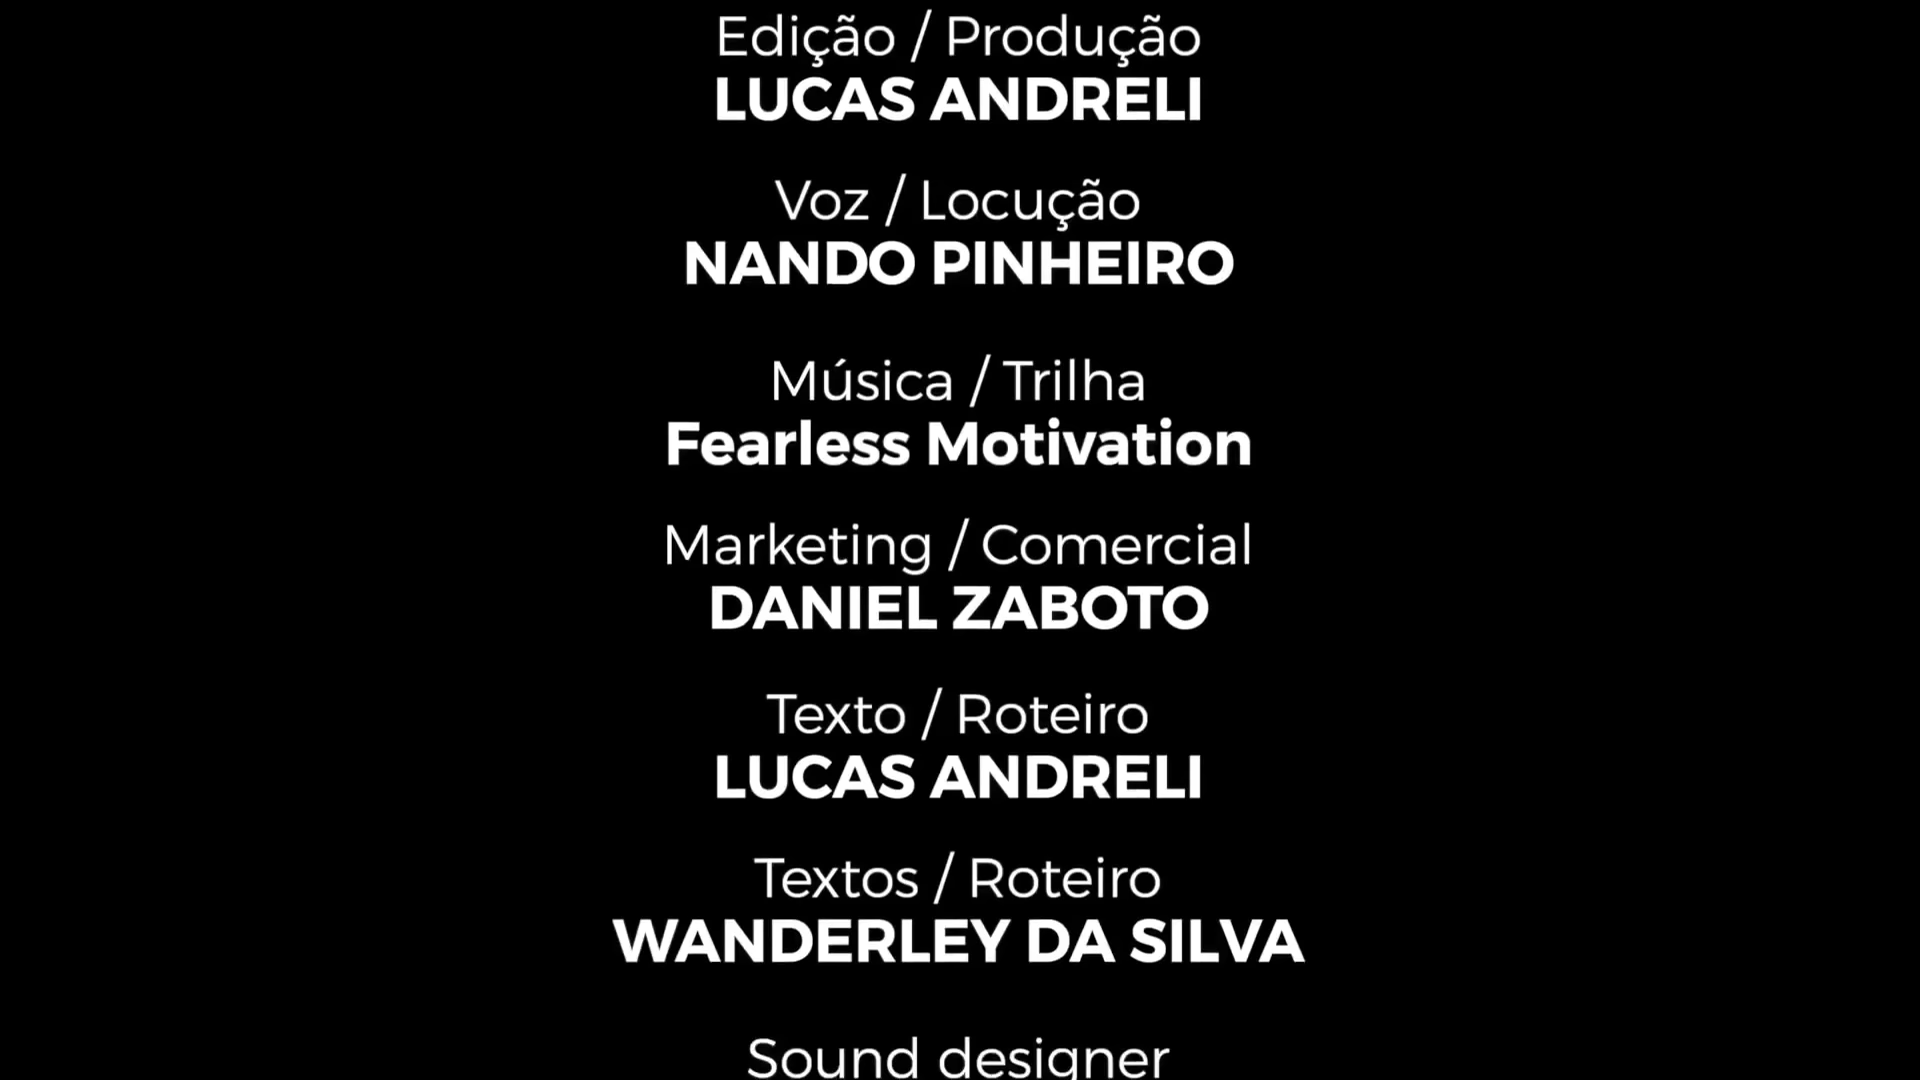 Edição / Produção
LUCAS ANDRELI
Voz / Locução
NANDO PINHEIRO
Música / Trilha
Fearless Motivation
Marketing / Comercial
DANIEL ZABOTO
Texto / Roteiro
LUCAS ANDRELI
Textos / Roteiro
WANDERLEY DA SILVA
Sound designer